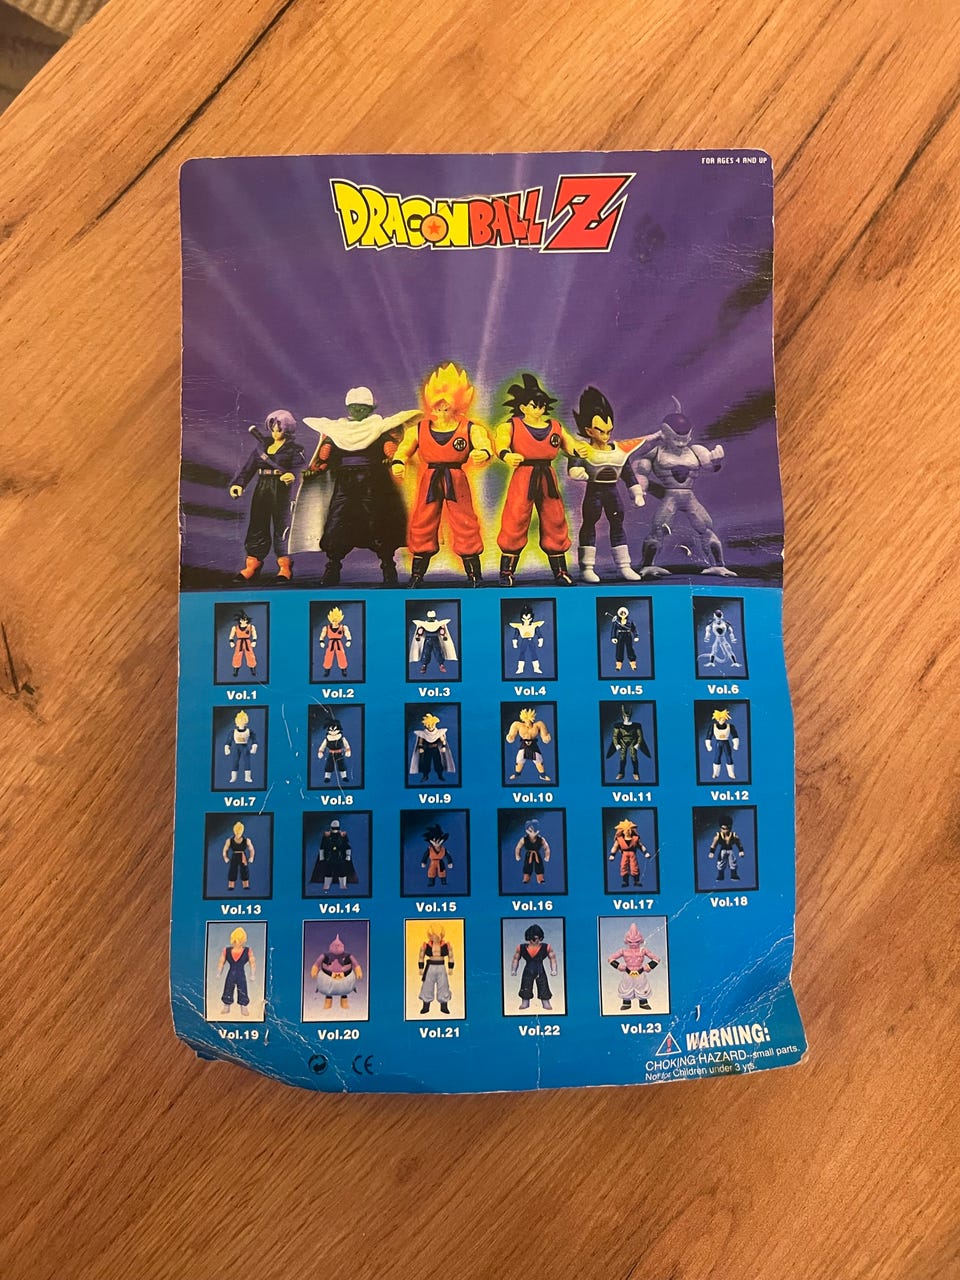 FOR AGES 4 AND UP
DRAGONBALL Z
Vol.1 Vol.2 Vol.3 Vol.4 Vol.5 Vol.6
Vol.7 Vol.8 Vol.9 Vol.10 Vol.11 Vol.12
Vol.13 Vol.14 Vol.15 Vol.16 Vol.17 Vol.18
Vol.19 Vol.20 Vol.21 Vol.22 Vol.23
CE
WARNING:
CHOKING HAZARD--small parts.
Not for Children under 3 yrs.